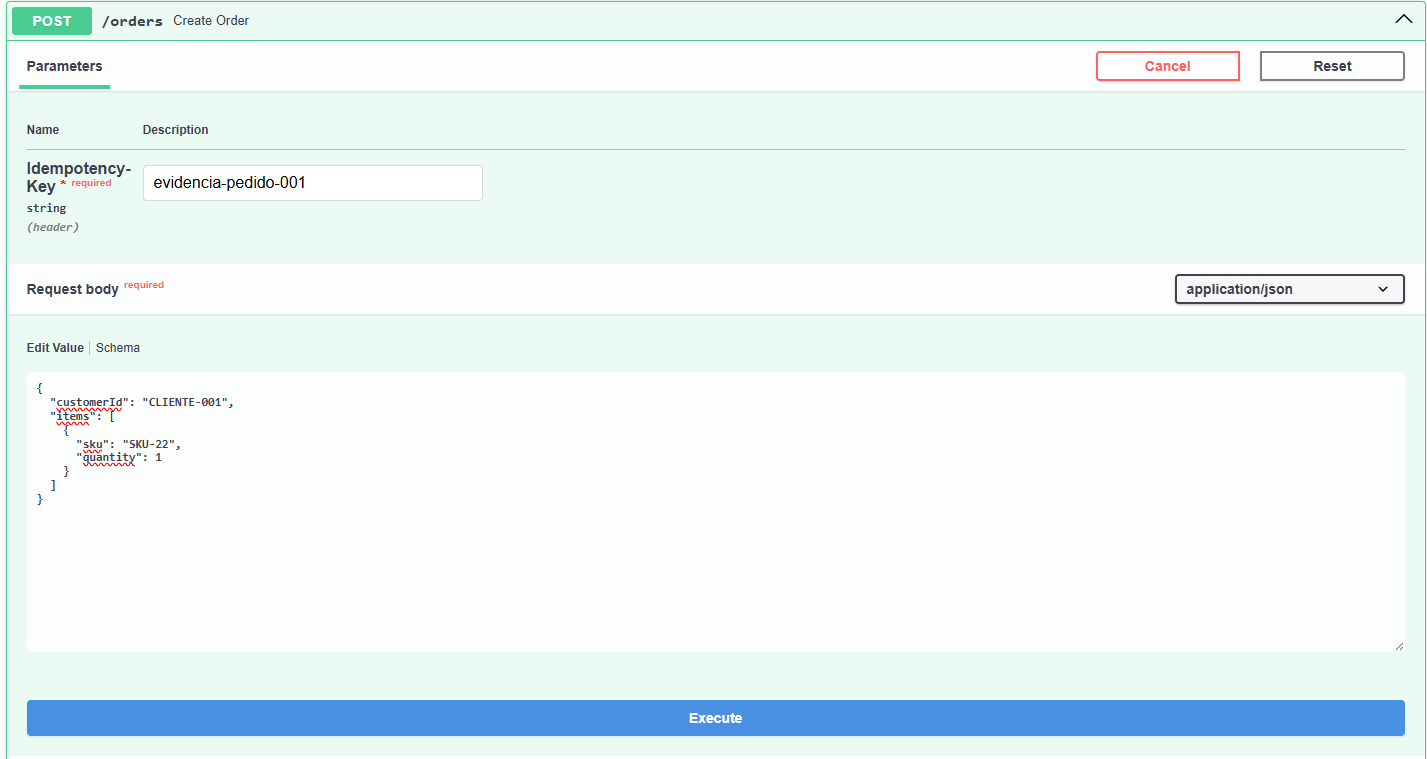 POST /orders Create Order
Parameters
Cancel
Reset
Name Description
Idempotency-
Key * required
string
(header)
evidencia-pedido-001
Request body required
application/json
Edit Value Schema
{
  "customerId": "CLIENTE-001",
  "items": [
    {
      "sku": "SKU-22",
      "quantity": 1
    }
  ]
}
Execute